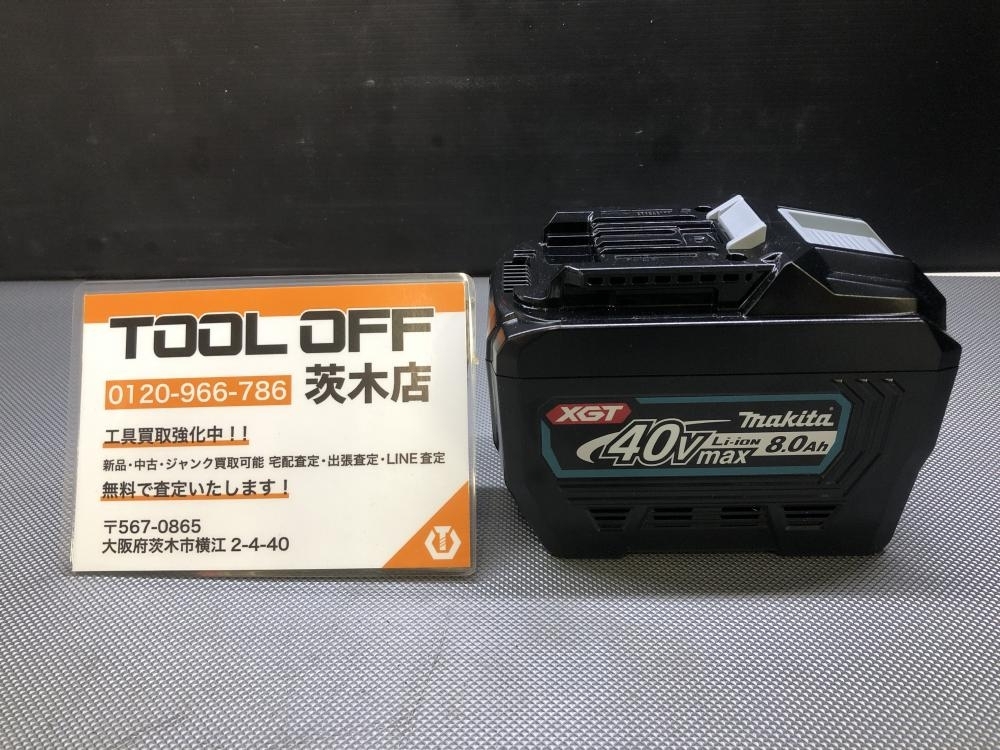 TOOL OFF
0120-966-786 茨木店
工具買取強化中!!
新品・中古・ジャンク買取可能 宅配査定・出張査定・LINE査定
無料で査定いたします!
〒567-0865
大阪府茨木市横江 2-4-40
XGT
40Vmax Li-ion
makita
8.0Ah